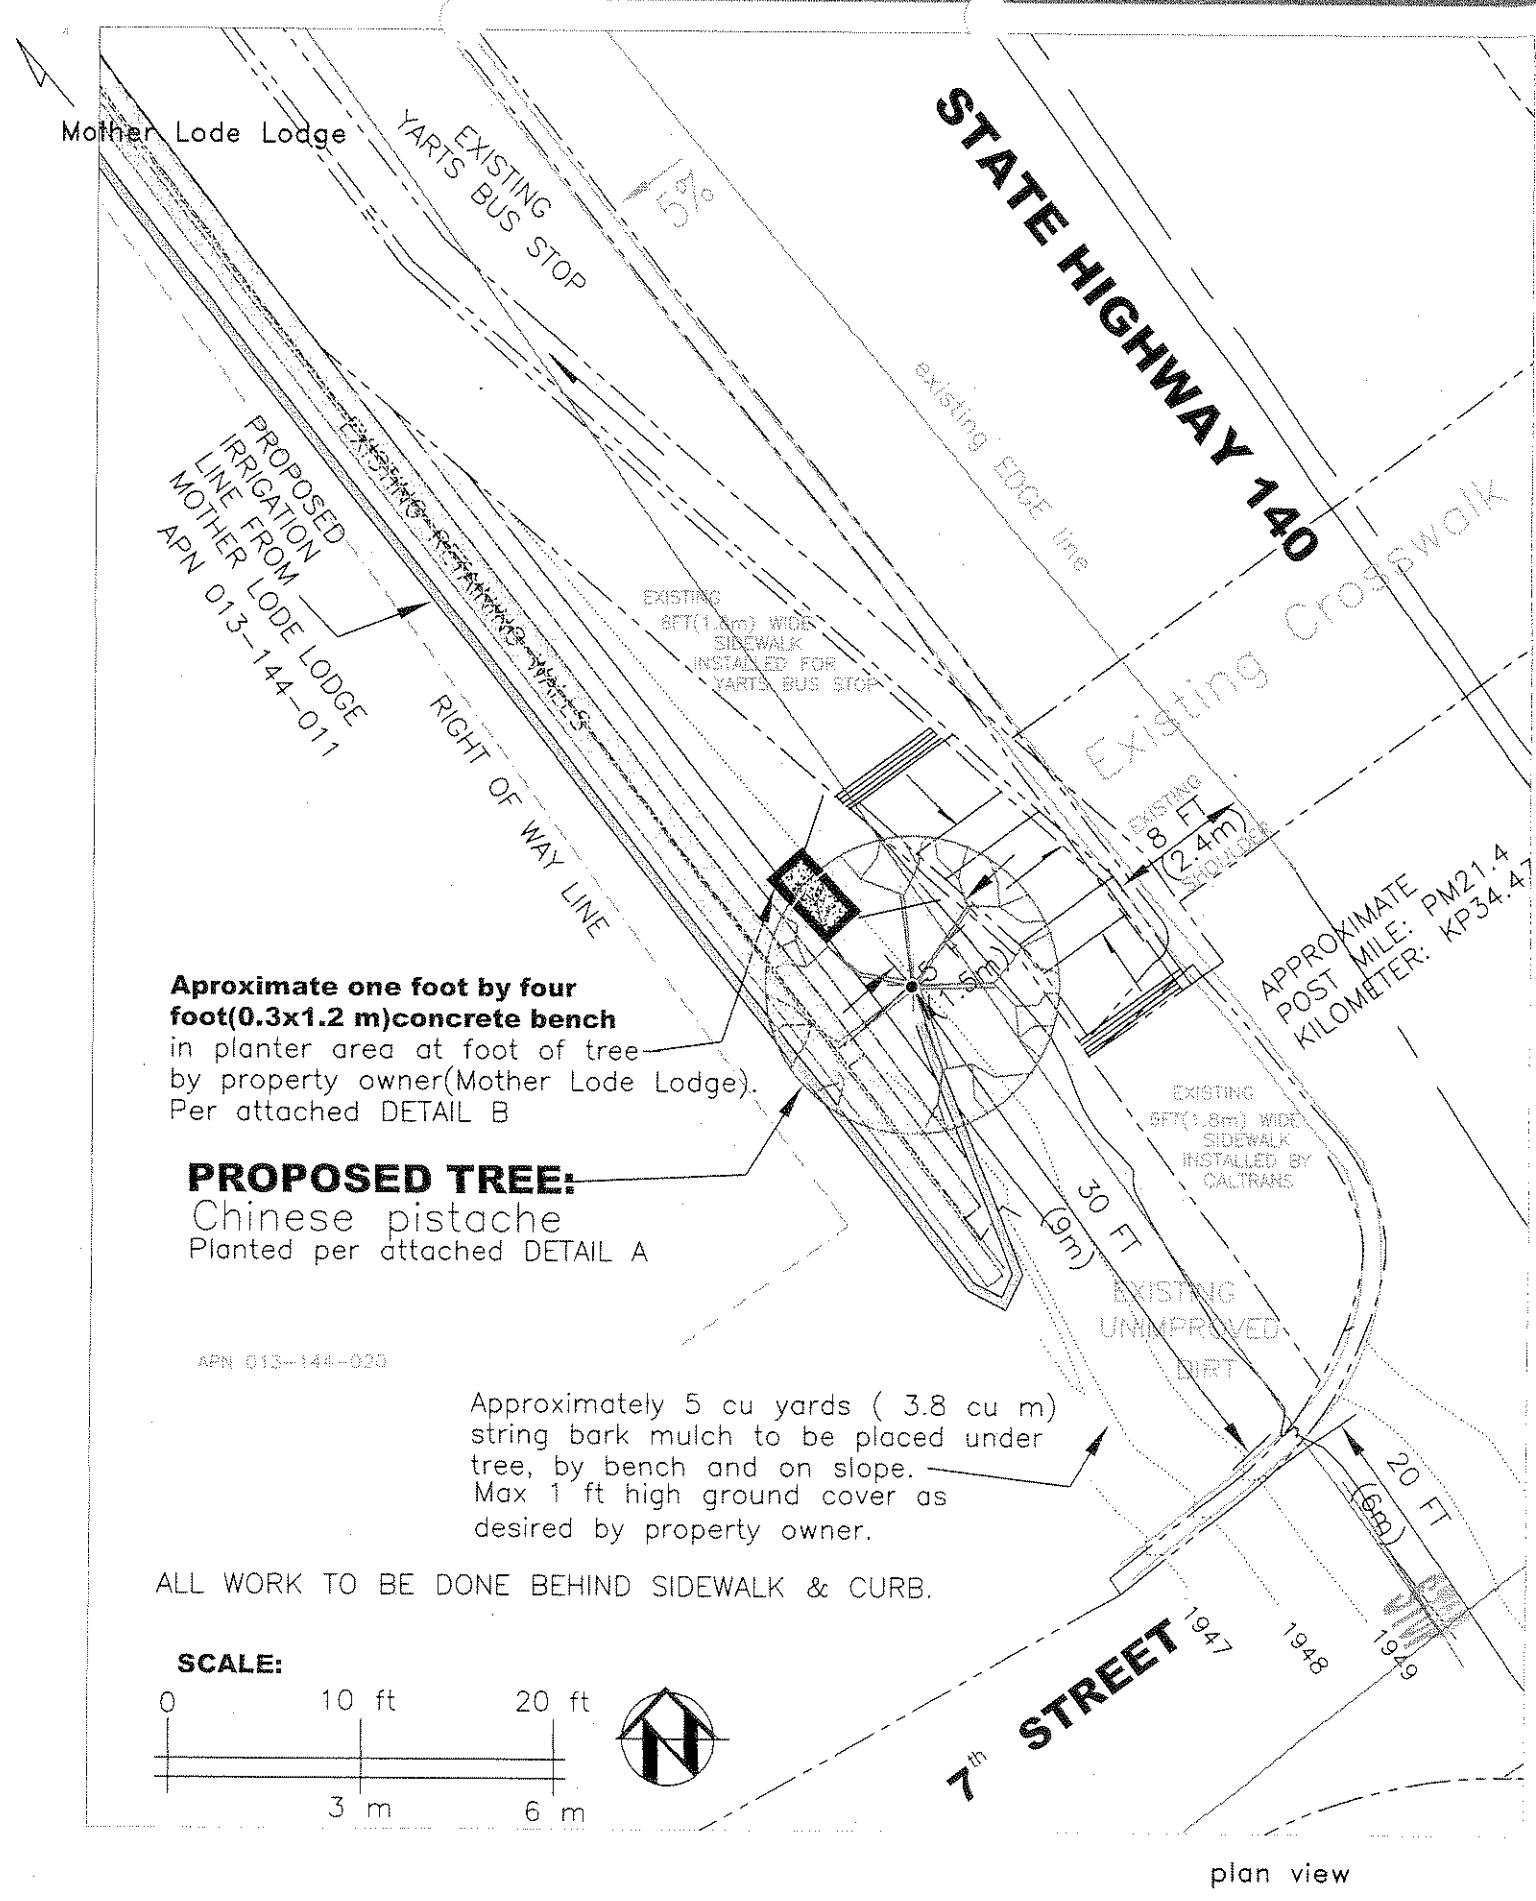 Mother Lode Lodge
EXISTING
YARTS BUS STOP
5%
STATE HIGHWAY 140
existing EDGE line
Existing Crosswalk
PROPOSED
IRRIGATION
LINE FROM
MOTHER LODE LODGE
APN 013-144-011
EXISTING RETAINING WALLS
RIGHT OF WAY LINE
EXISTING
6FT(1.8m) WIDE
SIDEWALK
INSTALLED FOR
YARTS BUS STOP
EXISTING
SHOULDER
8 FT
(2.4m)
APPROXIMATE
POST MILE: PM21.4
KILOMETER: KP34.47
5'
(1.5m)
Aproximate one foot by four
foot(0.3x1.2 m)concrete bench
in planter area at foot of tree
by property owner(Mother Lode Lodge).
Per attached DETAIL B
PROPOSED TREE:
Chinese pistache
Planted per attached DETAIL A
EXISTING
6FT(1.8m) WIDE
SIDEWALK
INSTALLED BY
CALTRANS
30 FT
(9m)
EXISTING
UNIMPROVED
DIRT
APN 013-144-020
Approximately 5 cu yards ( 3.8 cu m)
string bark mulch to be placed under
tree, by bench and on slope.
Max 1 ft high ground cover as
desired by property owner.
20 FT
(6m)
ALL WORK TO BE DONE BEHIND SIDEWALK & CURB.
1947
1948
1949
7th STREET
SCALE:
0 10 ft 20 ft
3 m 6 m
N
plan view